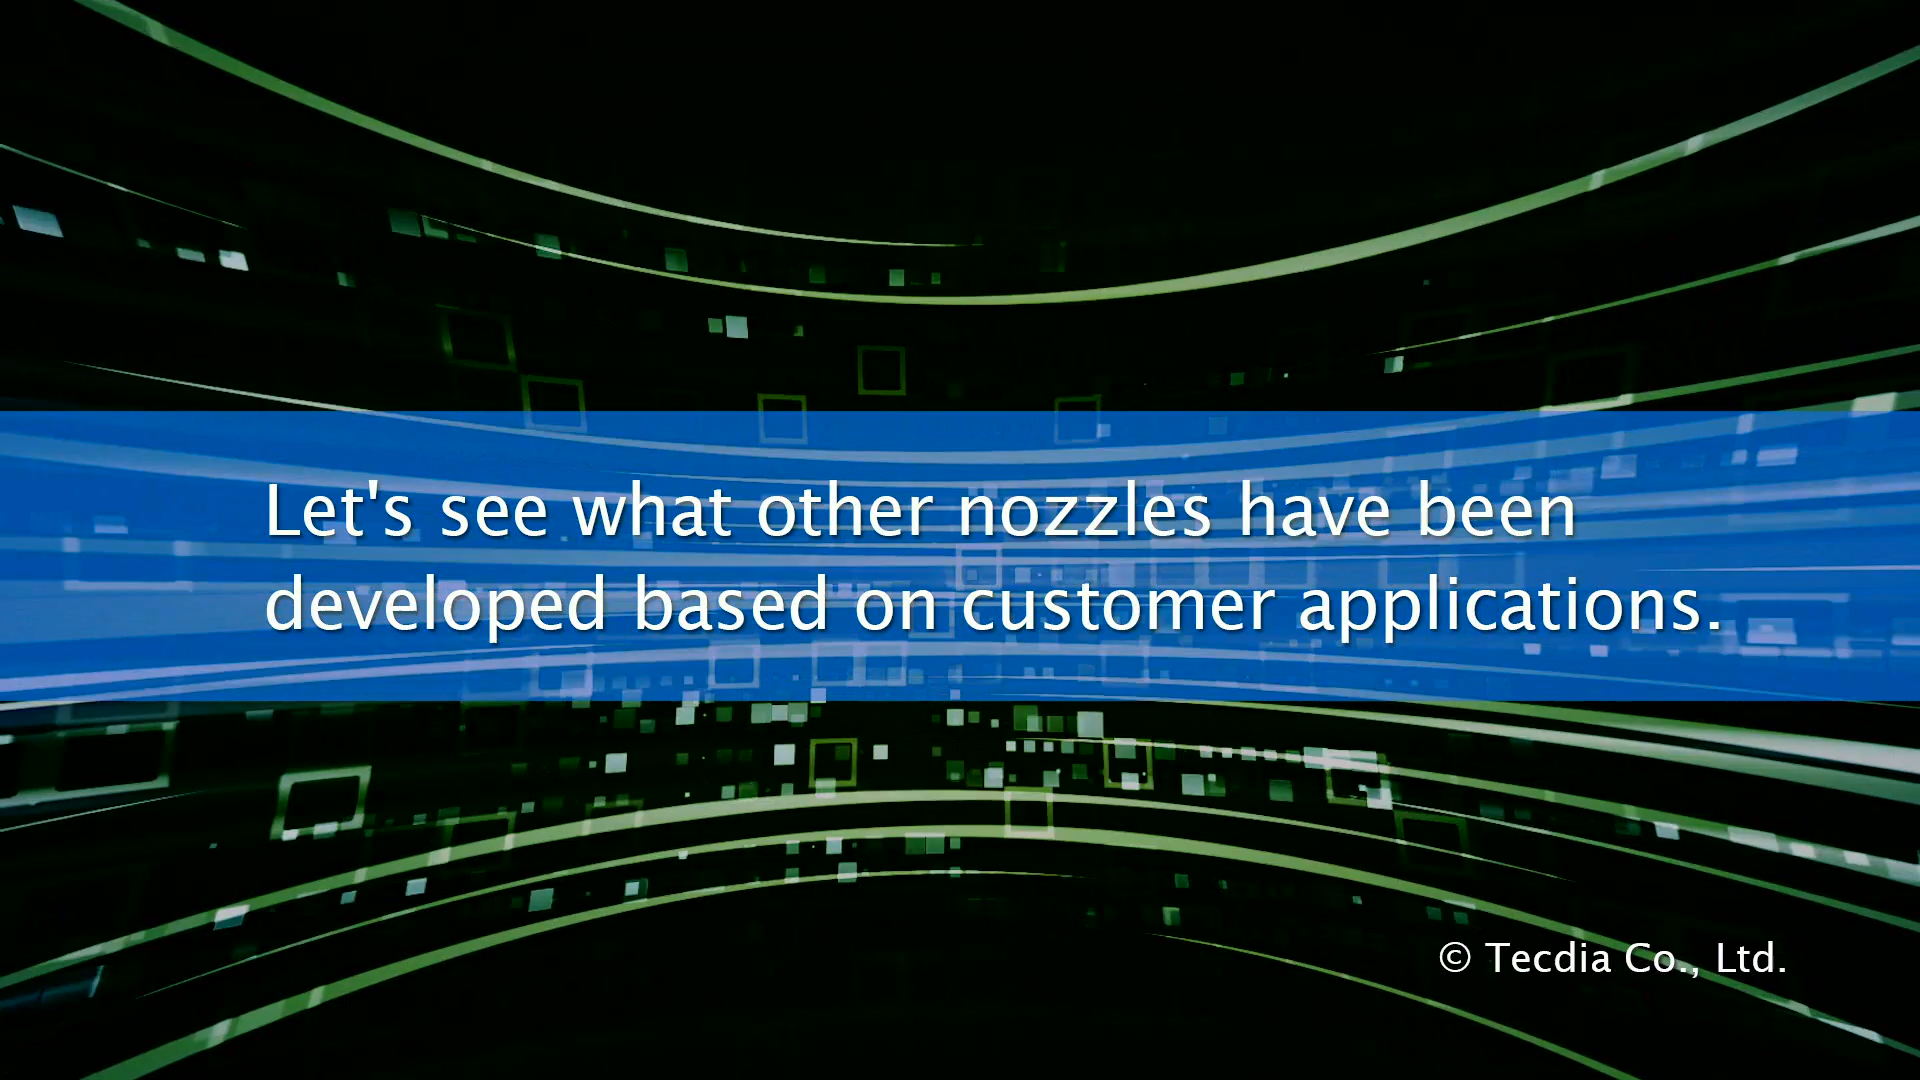 Let's see what other nozzles have been
developed based on customer applications.
© Tecdia Co., Ltd.